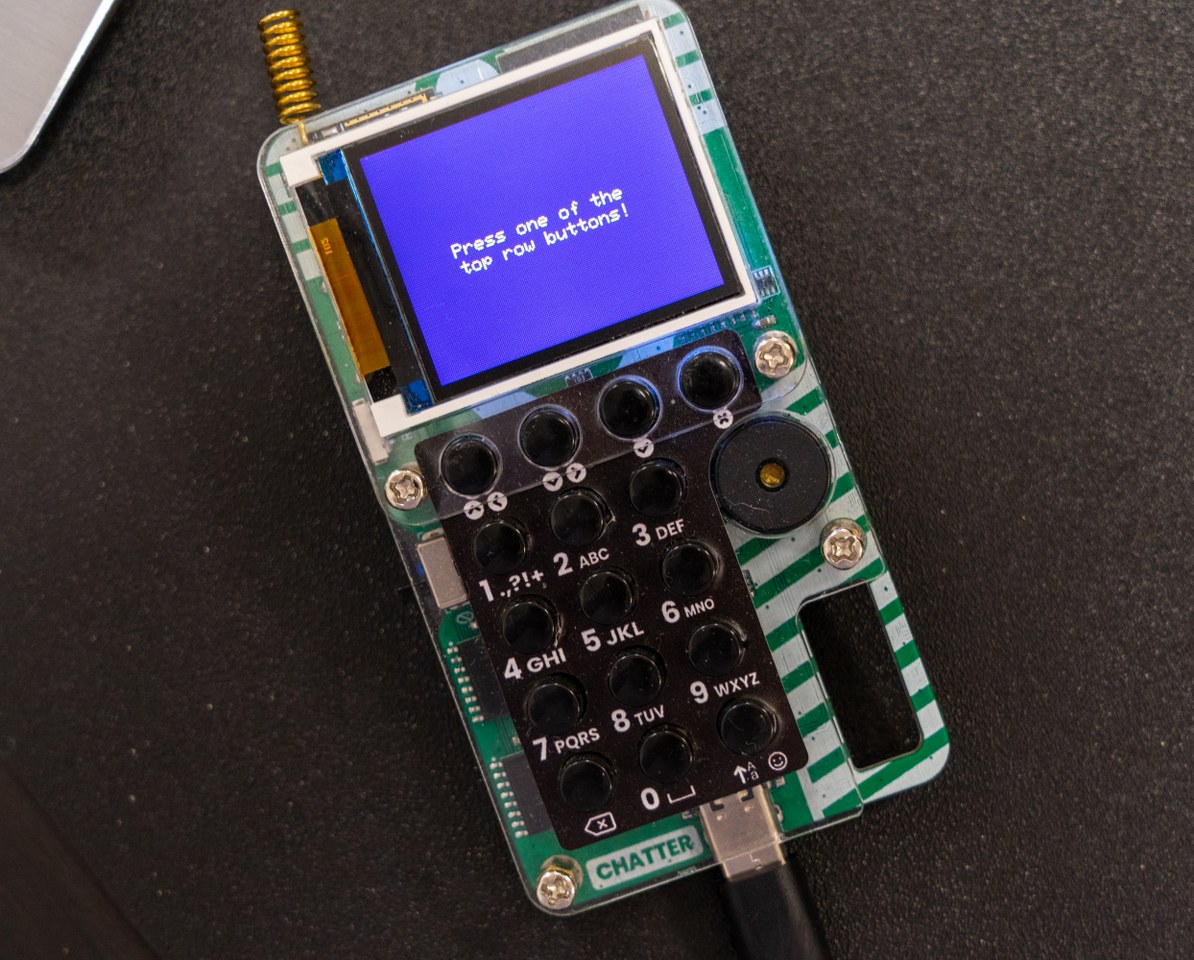 Press one of the
top row buttons!
1 .,?!+
2 ABC
3 DEF
4 GHI
5 JKL
6 MNO
7 PQRS
8 TUV
9 WXYZ
0
Aa
CHATTER